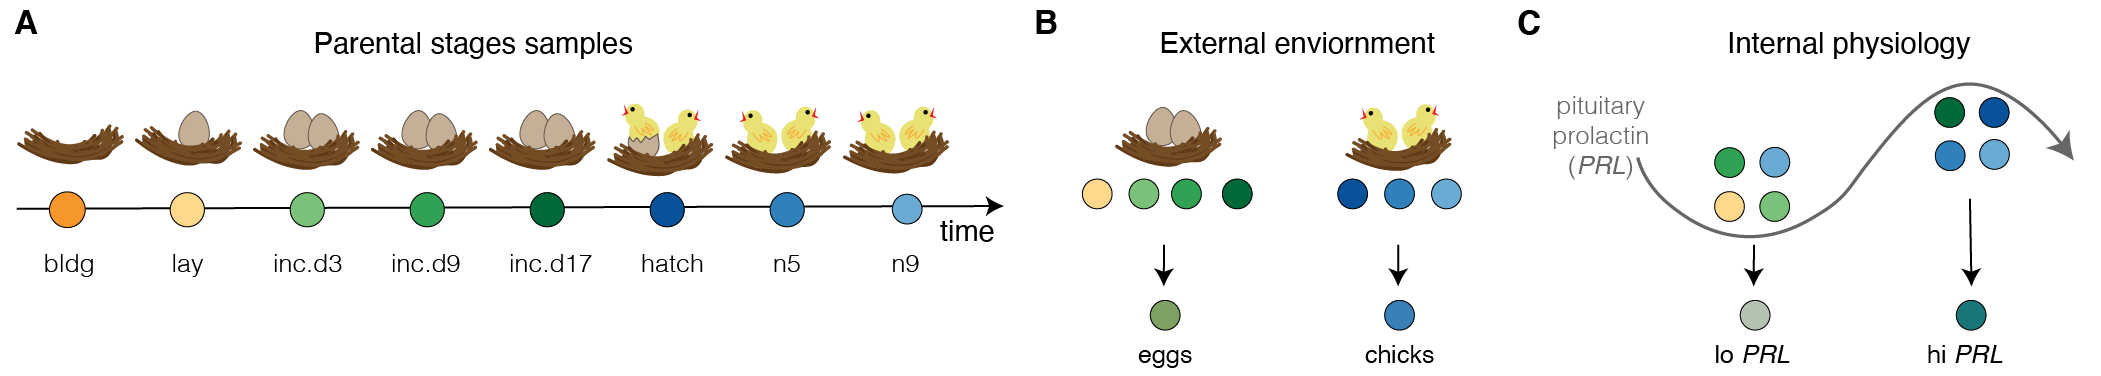 A
Parental stages samples
bldg
lay
inc.d3
inc.d9
inc.d17
hatch
n5
n9
time
B
External enviornment
eggs
chicks
C
Internal physiology
pituitary
prolactin
(PRL)
lo PRL
hi PRL